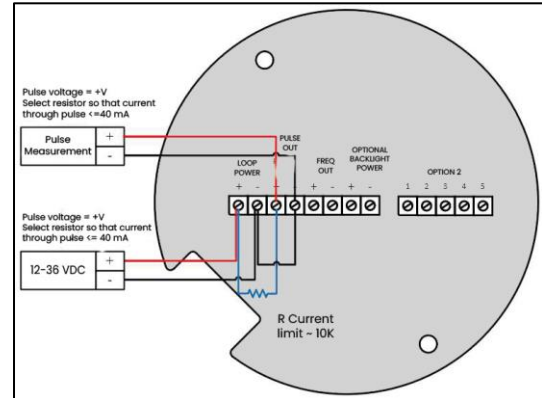 Pulse voltage = +V
Select resistor so that current
through pulse <=40 mA
Pulse
Measurement
+
-
PULSE
OUT
LOOP
POWER
FREQ
OUT
OPTIONAL
BACKLIGHT
POWER
OPTION 2
+ - + - + - + -
1 2 3 4 5
Pulse voltage = +V
Select resistor so that current
through pulse <= 40 mA
12-36 VDC
+
-
R Current
limit ~ 10K